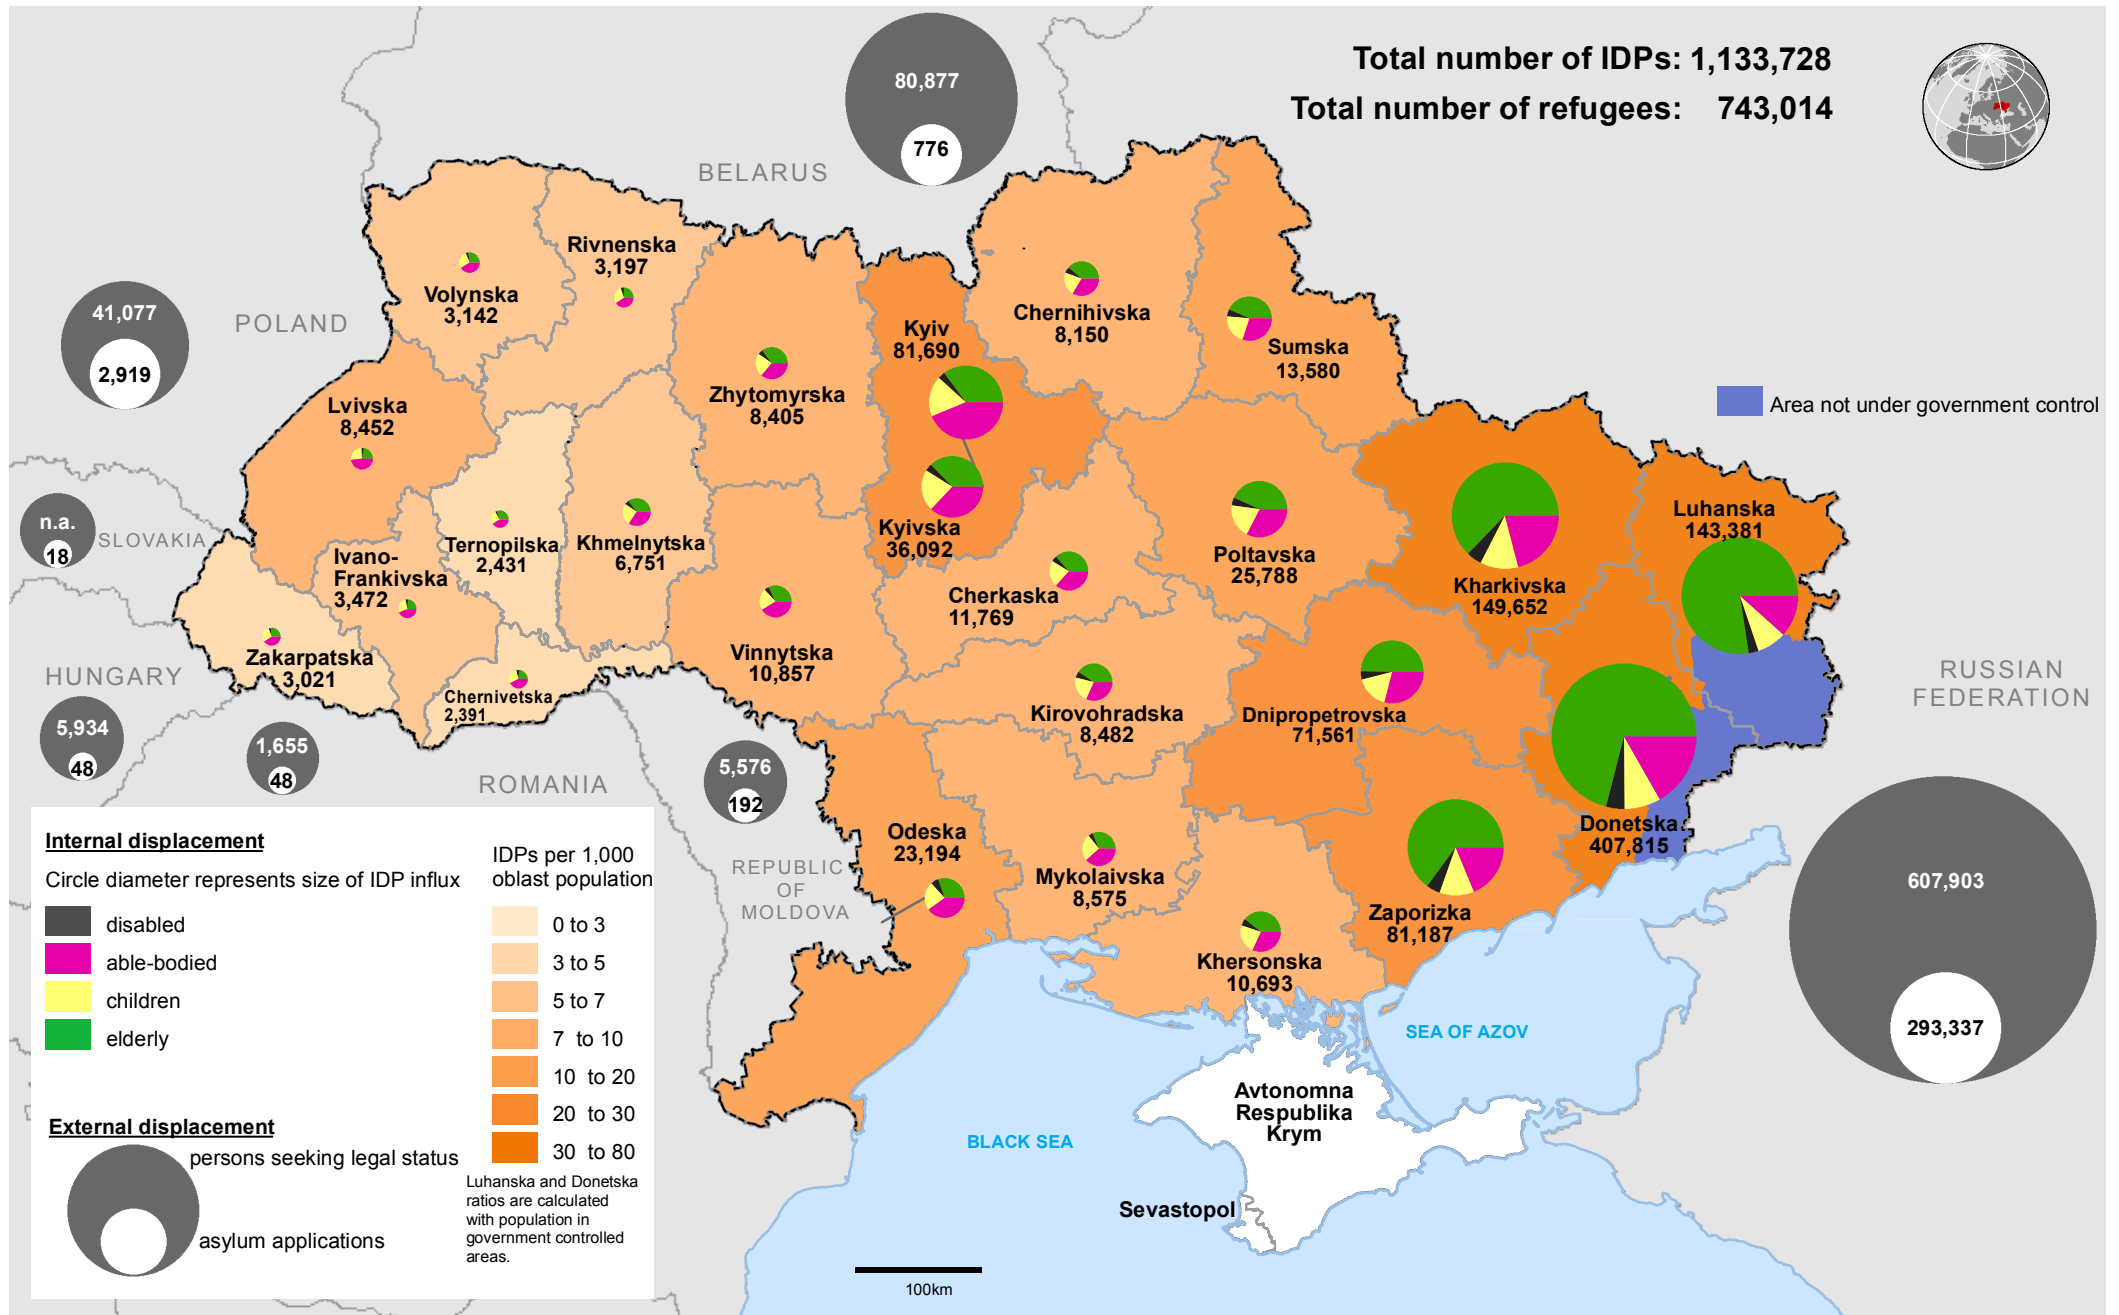 Total number of IDPs: 1,133,728
Total number of refugees: 743,014
80,877
776
BELARUS
Rivnenska
3,197
Volynska
3,142
41,077
2,919
POLAND
Chernihivska
8,150
Kyiv
81,690
Sumska
13,580
Zhytomyrska
8,405
Lvivska
8,452
Area not under government control
n.a.
18
SLOVAKIA
Ivano-
Frankivska
3,472
Ternopilska
2,431
Khmelnytska
6,751
Kyivska
36,092
Poltavska
25,788
Kharkivska
149,652
Luhanska
143,381
Cherkaska
11,769
Zakarpatska
3,021
Vinnytska
10,857
Chernivetska
2,391
HUNGARY
5,934
48
1,655
48
ROMANIA
5,576
192
Kirovohradska
8,482
Dnipropetrovska
71,561
RUSSIAN
FEDERATION
Donetska
407,815
REPUBLIC
OF
MOLDOVA
Odeska
23,194
Mykolaivska
8,575
Zaporizka
81,187
Khersonska
10,693
607,903
293,337
SEA OF AZOV
BLACK SEA
Avtonomna
Respublika
Krym
Sevastopol
100km
Internal displacement
Circle diameter represents size of IDP influx
disabled
able-bodied
children
elderly
IDPs per 1,000
oblast population
0 to 3
3 to 5
5 to 7
7 to 10
10 to 20
20 to 30
30 to 80
Luhanska and Donetska
ratios are calculated
with population in
government controlled
areas.
External displacement
persons seeking legal status
asylum applications